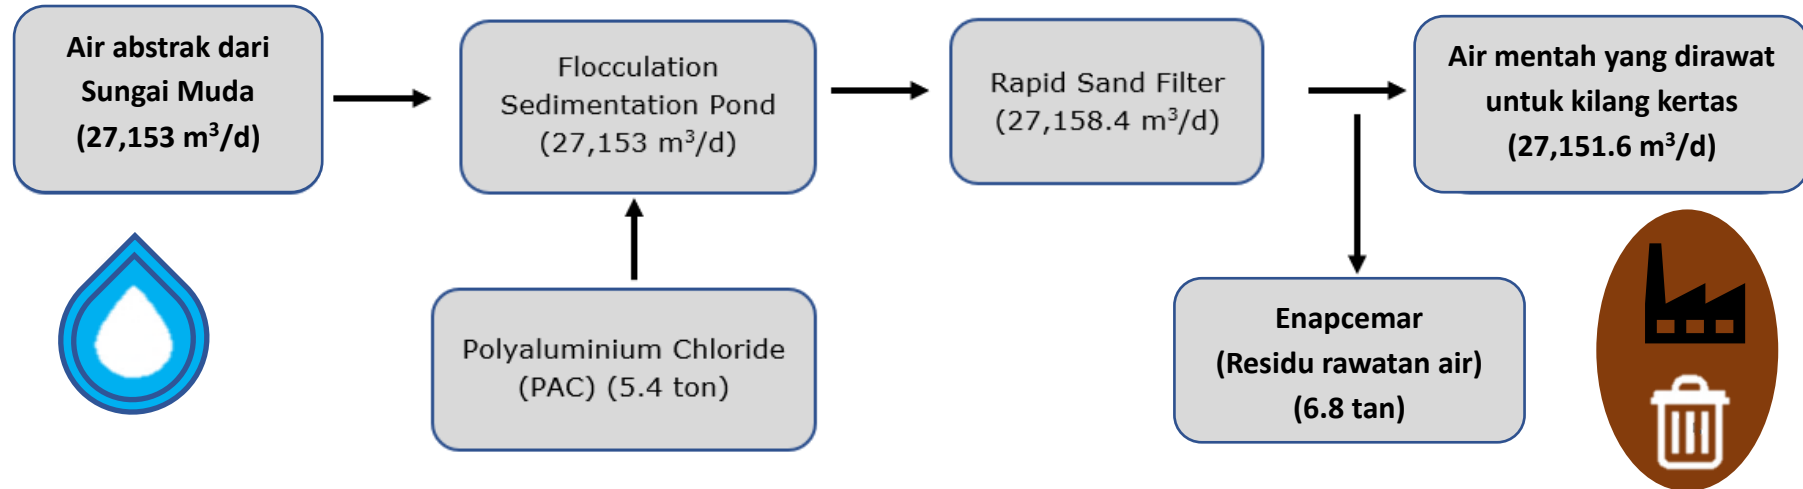 Air abstrak dari
Sungai Muda
(27,153 m³/d)
Flocculation
Sedimentation Pond
(27,153 m³/d)
Rapid Sand Filter
(27,158.4 m³/d)
Air mentah yang dirawat
untuk kilang kertas
(27,151.6 m³/d)
Polyaluminium Chloride
(PAC) (5.4 ton)
Enapcemar
(Residu rawatan air)
(6.8 tan)